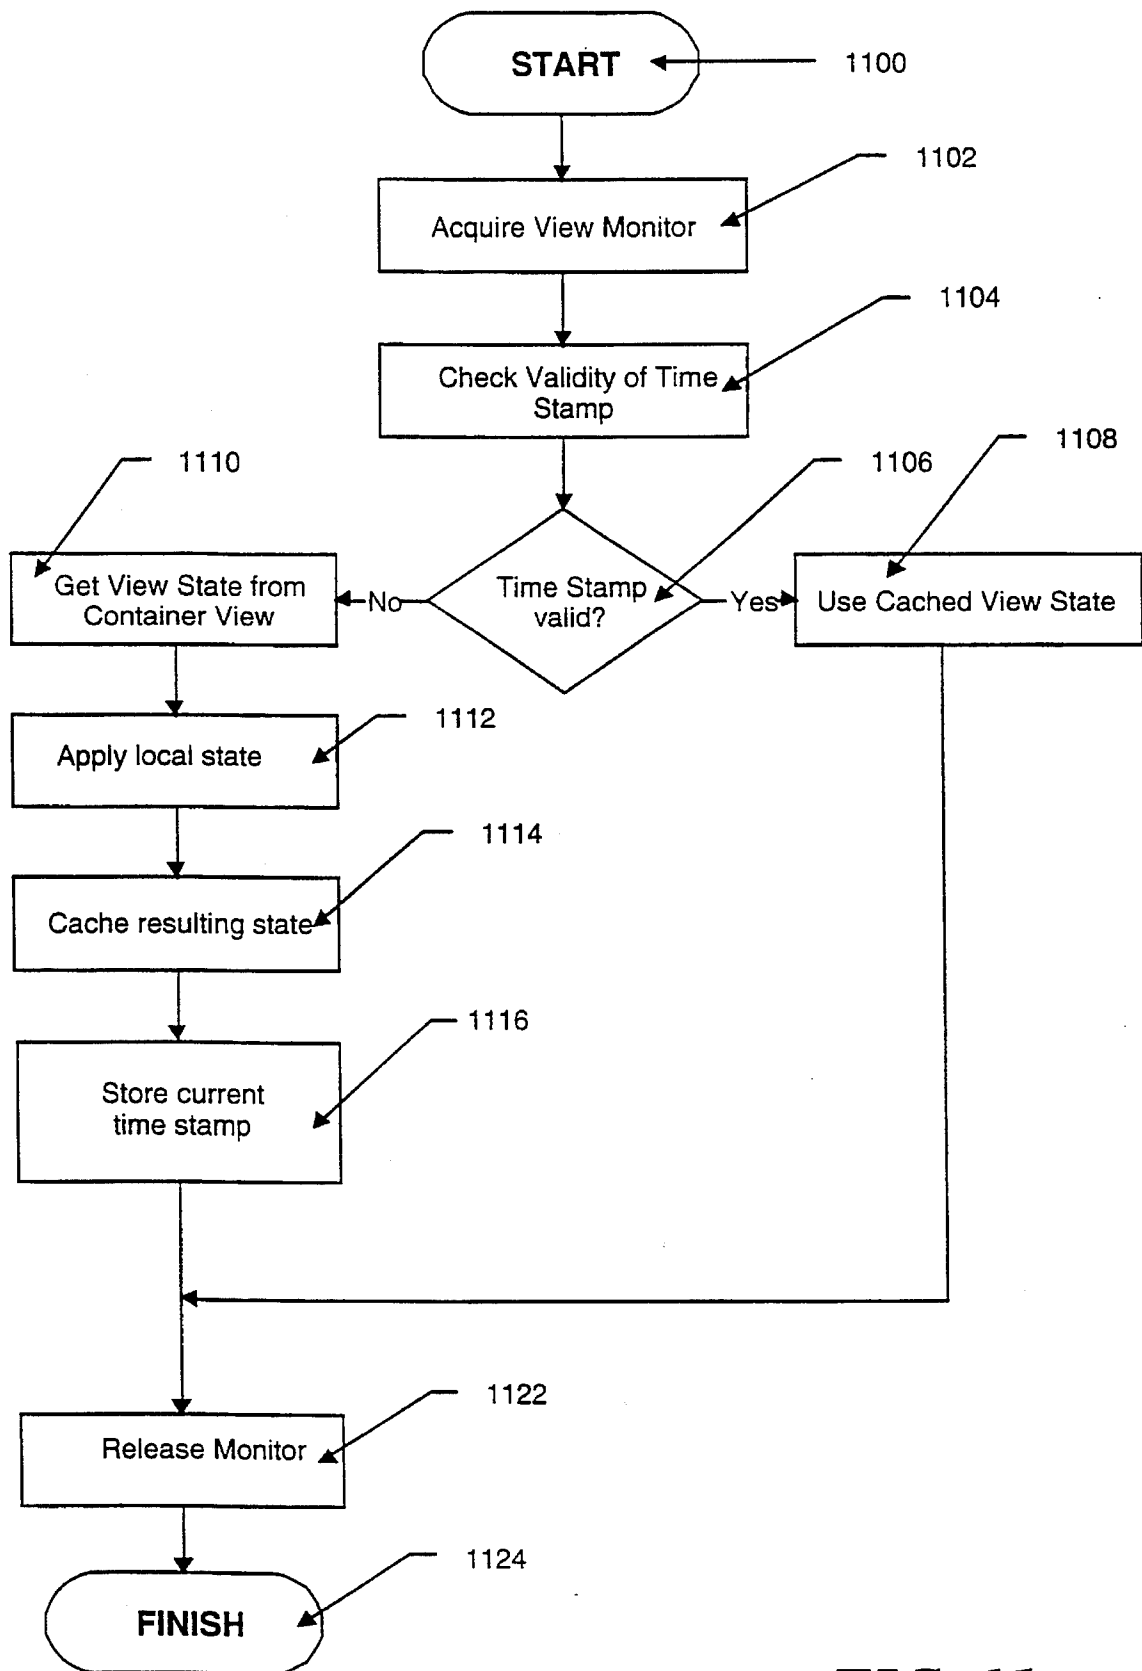 START
1100
1102
Acquire View Monitor
1104
Check Validity of Time
Stamp
1110
1106
1108
Get View State from
Container View
No
Time Stamp
valid?
Yes
Use Cached View State
1112
Apply local state
1114
Cache resulting state
1116
Store current
time stamp
1122
Release Monitor
1124
FINISH